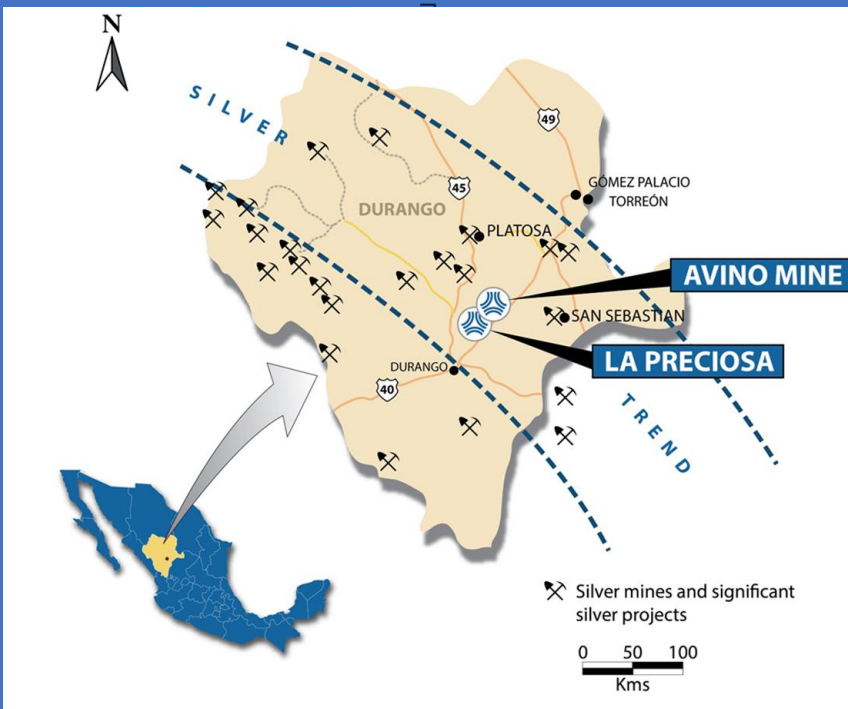 N
SILVER
49
45
GÓMEZ PALACIO
TORREÓN
DURANGO
PLATOSA
AVINO MINE
SAN SEBASTIAN
LA PRECIOSA
DURANGO
40
TREND
Silver mines and significant
silver projects
0 50 100
Kms